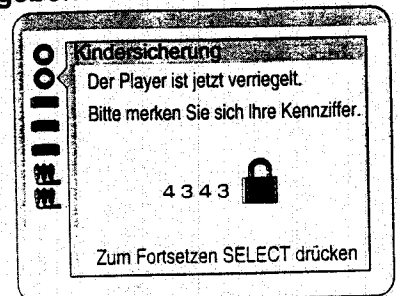 Kindersicherung
Der Player ist jetzt verriegelt.
Bitte merken Sie sich Ihre Kennziffer.
4343
Zum Fortsetzen SELECT drücken